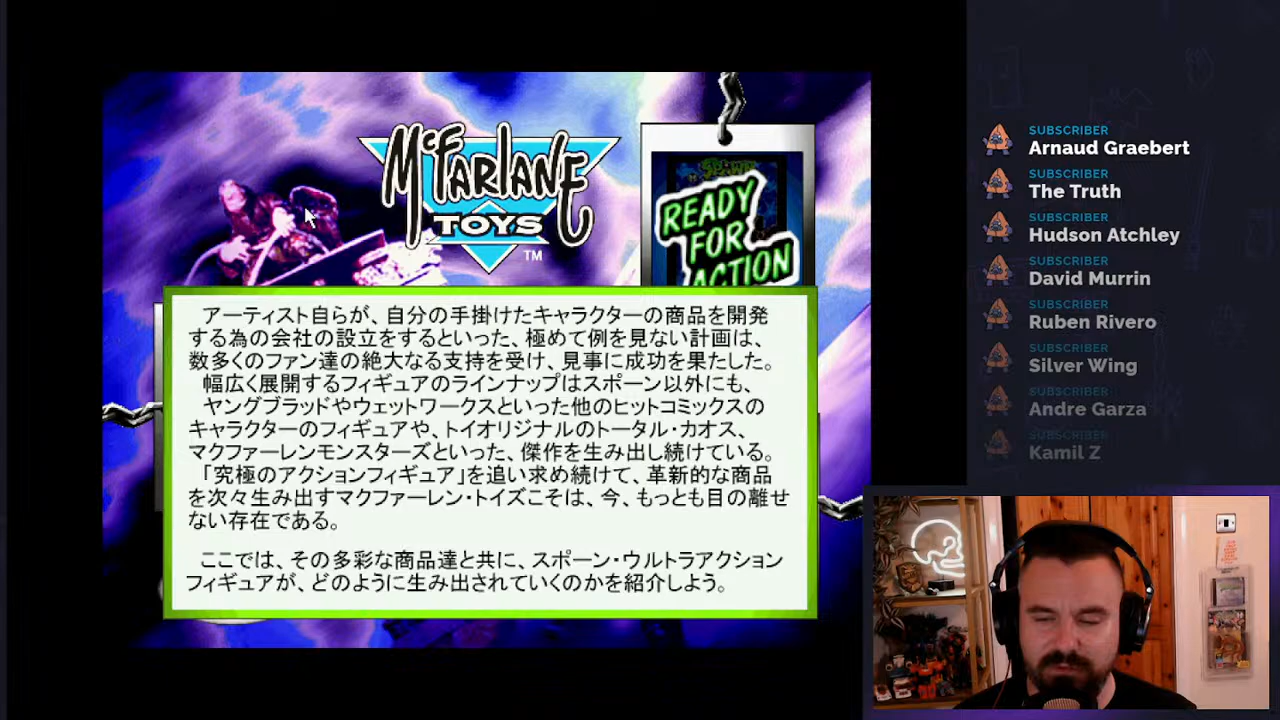 McFARLANE
TOYS
TM
READY
FOR
ACTION
アーティスト自らが、自分の手掛けたキャラクターの商品を開発
する為の会社の設立をするといった、極めて例を見ない計画は、
数多くのファン達の絶大なる支持を受け、見事に成功を果たした。
幅広く展開するフィギュアのラインナップはスポーン以外にも、
ヤングブラッドやウェットワークスといった他のヒットコミックスの
キャラクターのフィギュアや、トイオリジナルのトータル・カオス、
マクファーレンモンスターズといった、傑作を生み出し続けている。
「究極のアクションフィギュア」を追い求め続けて、革新的な商品
を次々生み出すマクファーレン・トイズこそは、今、もっとも目の離せ
ない存在である。
ここでは、その多彩な商品達と共に、スポーン・ウルトラアクション
フィギュアが、どのように生み出されていくのかを紹介しよう。
SUBSCRIBER
Arnaud Graebert
SUBSCRIBER
The Truth
SUBSCRIBER
Hudson Atchley
SUBSCRIBER
David Murrin
SUBSCRIBER
Ruben Rivero
SUBSCRIBER
Silver Wing
SUBSCRIBER
Andre Garza
SUBSCRIBER
Kamil Z